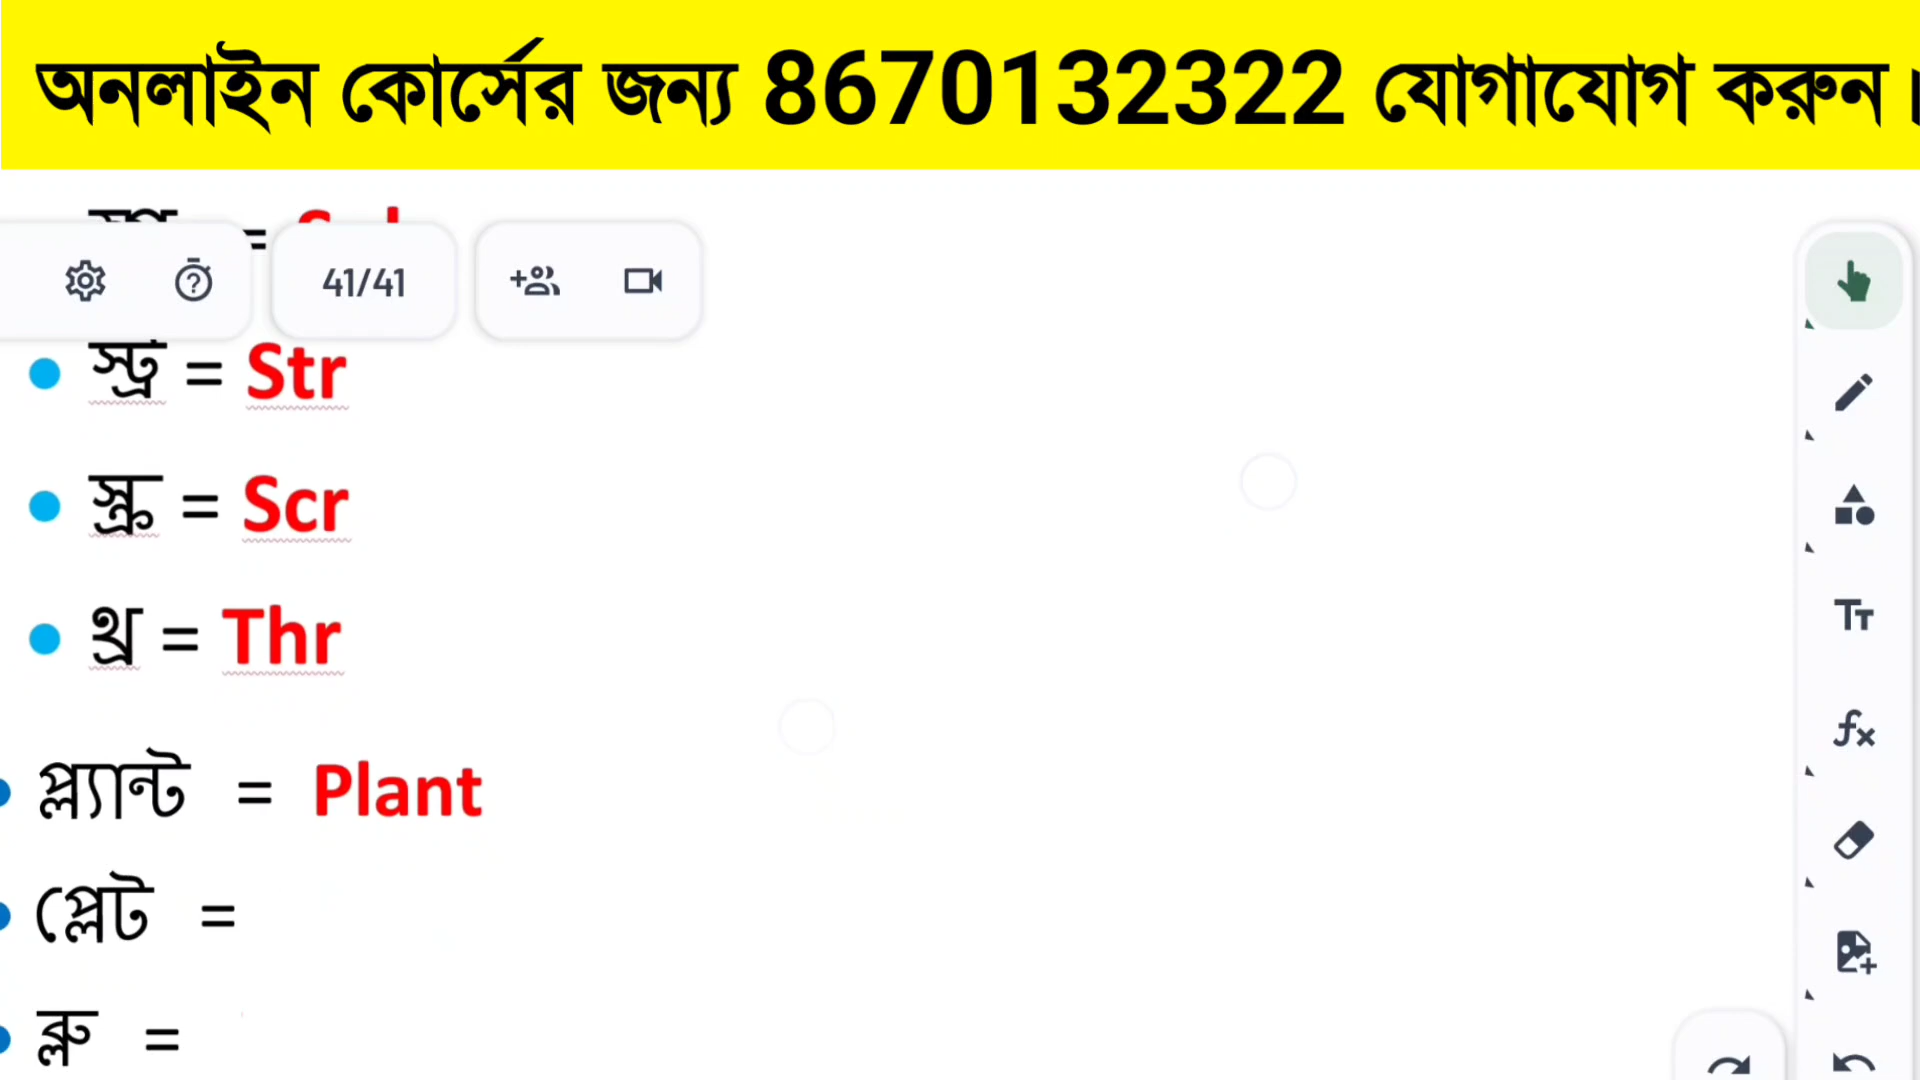 অনলাইন কোর্সের জন্য 8670132322 যোগাযোগ করুন।
=
41/41
স্ট্র = Str
স্ক্র = Scr
থ্র = Thr
প্ল্যান্ট = Plant
প্লেট =
ব্লু =